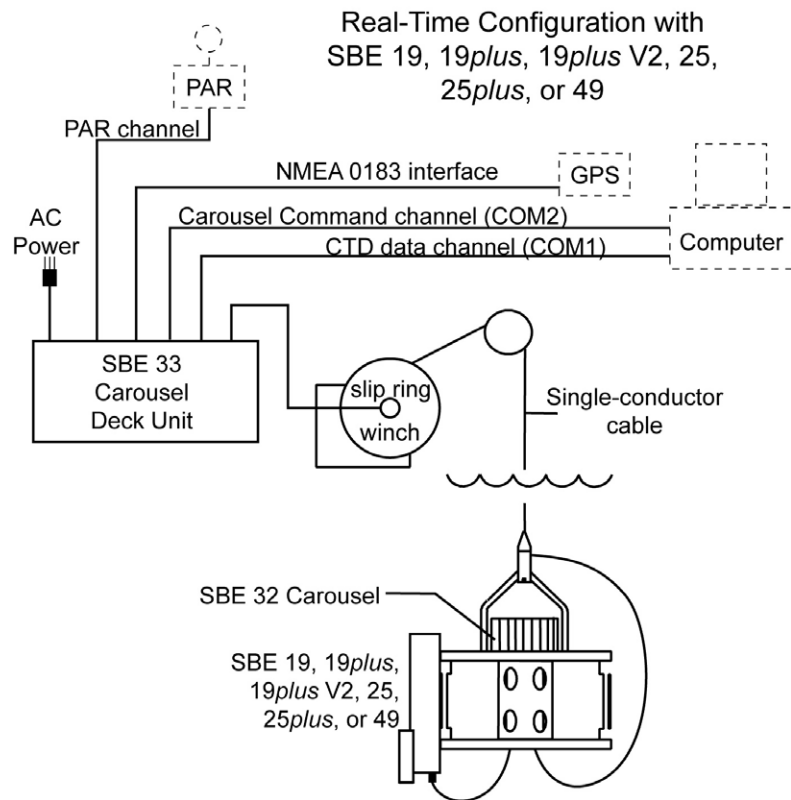 Real-Time Configuration with
SBE 19, 19plus, 19plus V2, 25,
25plus, or 49
PAR
PAR channel
NMEA 0183 interface
GPS
AC
Power
Carousel Command channel (COM2)
CTD data channel (COM1)
Computer
SBE 33
Carousel
Deck Unit
slip ring
winch
Single-conductor
cable
SBE 32 Carousel
SBE 19, 19plus,
19plus V2, 25,
25plus, or 49